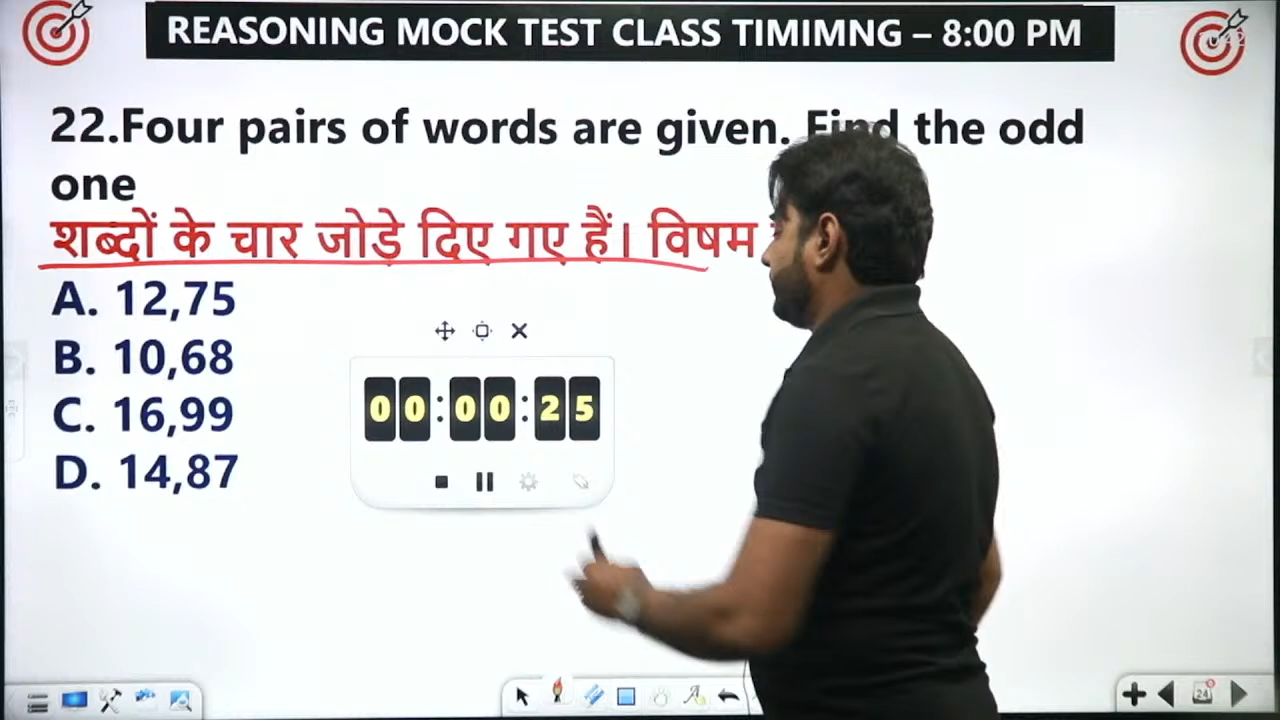 REASONING MOCK TEST CLASS TIMIMNG – 8:00 PM
22.Four pairs of words are given. Find the odd
one
शब्दों के चार जोड़े दिए गए हैं। विषम
A. 12,75
B. 10,68
C. 16,99
D. 14,87
00:00:25
24